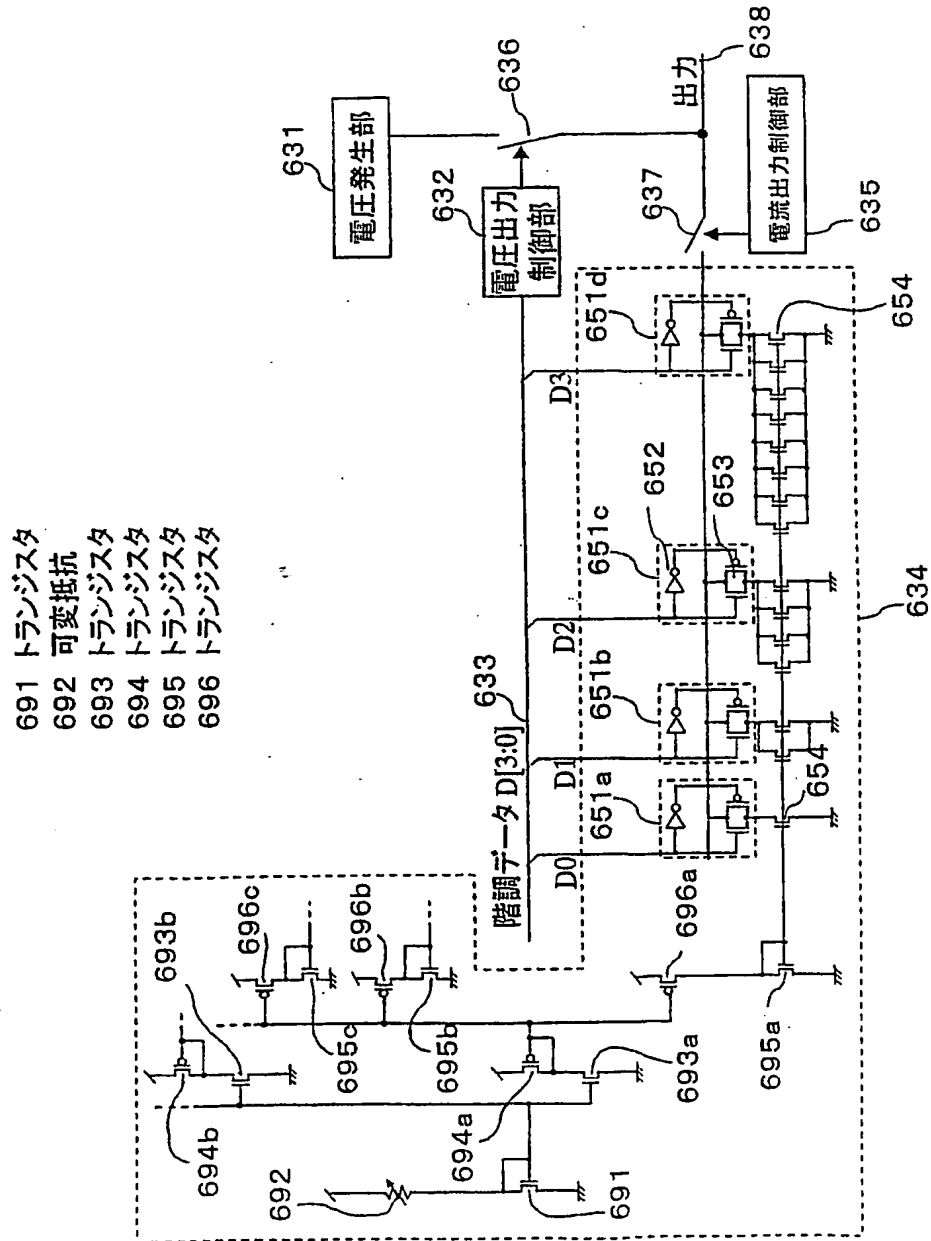 691 トランジスタ
692 可変抵抗
693 トランジスタ
694 トランジスタ
695 トランジスタ
696 トランジスタ
631
電圧発生部
636
638
出力
632
電圧出力
制御部
637
電流出力制御部
635
633
階調データ D[3:0]
D0
D1
D2
D3
651a
651b
651c
651d
652
653
654
654
634
693b
696c
696b
696a
695c
695b
695a
694b
694a
693a
692
691